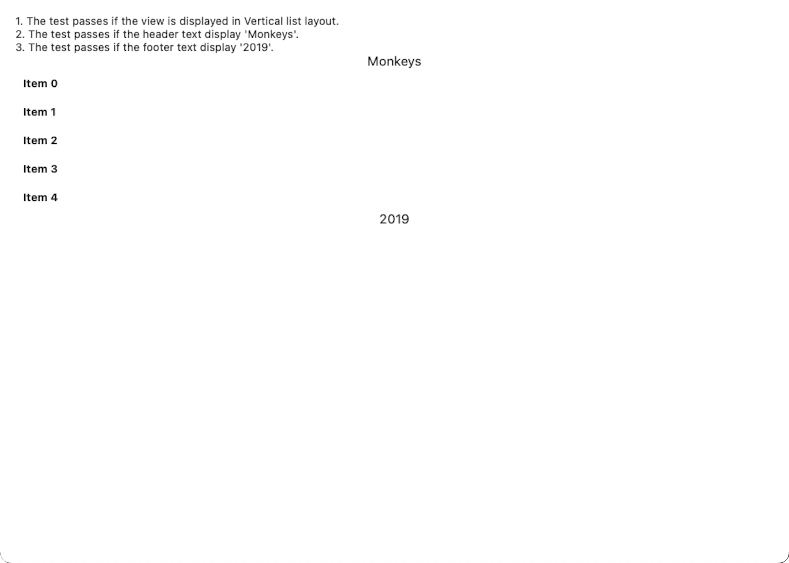 1. The test passes if the view is displayed in Vertical list layout.
2. The test passes if the header text display 'Monkeys'.
3. The test passes if the footer text display '2019'.
Monkeys
Item 0
Item 1
Item 2
Item 3
Item 4
2019